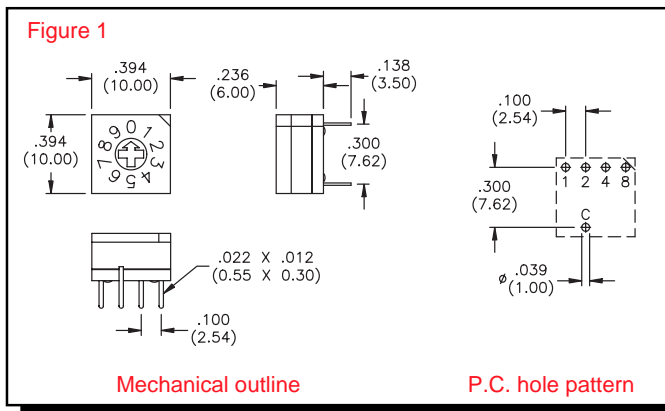 Figure 1
.394
(10.00)
.236
(6.00)
.138
(3.50)
.394
(10.00)
0 1 2 3 4 5 6 7 8 9
.300
(7.62)
.100
(2.54)
.300
(7.62)
1 2 4 8
C
ø .039
(1.00)
.022 X .012
(0.55 X 0.30)
.100
(2.54)
Mechanical outline
P.C. hole pattern